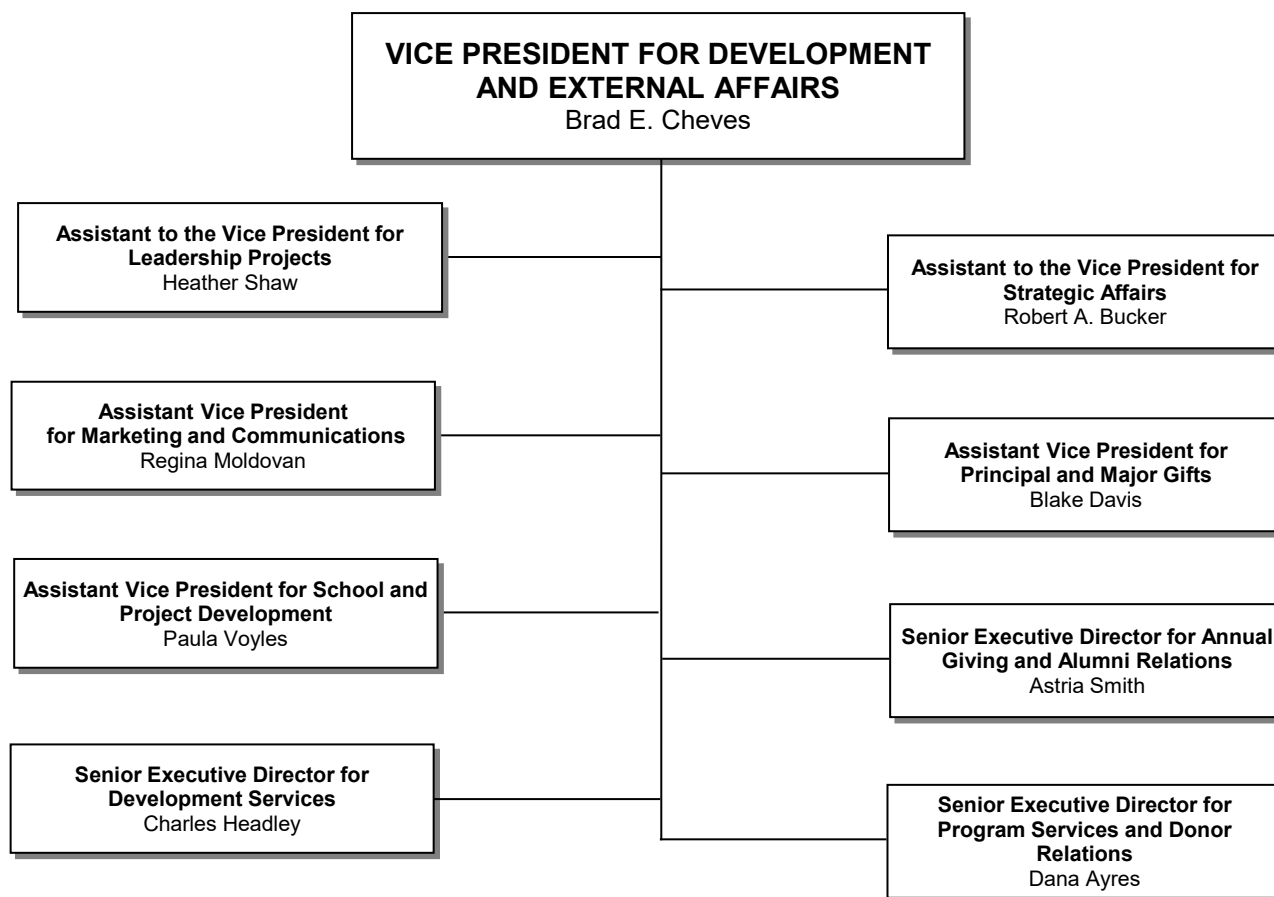 VICE PRESIDENT FOR DEVELOPMENT
AND EXTERNAL AFFAIRS
Brad E. Cheves
Assistant to the Vice President for
Leadership Projects
Heather Shaw
Assistant to the Vice President for
Strategic Affairs
Robert A. Bucker
Assistant Vice President
for Marketing and Communications
Regina Moldovan
Assistant Vice President for
Principal and Major Gifts
Blake Davis
Assistant Vice President for School and
Project Development
Paula Voyles
Senior Executive Director for Annual
Giving and Alumni Relations
Astria Smith
Senior Executive Director for
Development Services
Charles Headley
Senior Executive Director for
Program Services and Donor
Relations
Dana Ayres